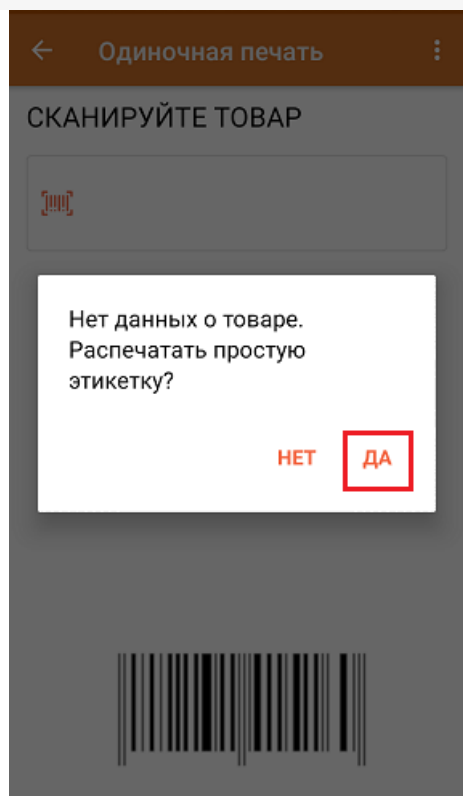 Одиночная печать
СКАНИРУЙТЕ ТОВАР
Нет данных о товаре.
Распечатать простую
этикетку?
НЕТ ДА